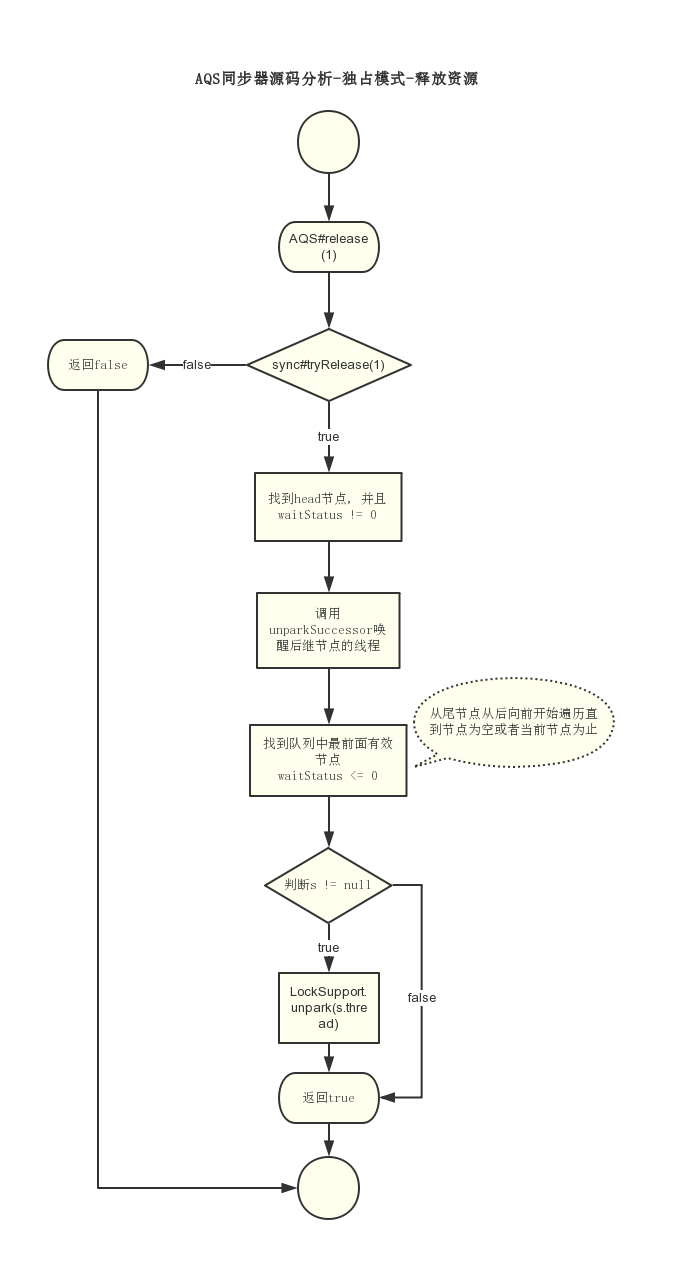 AQS同步器源码分析-独占模式-释放资源
AQS#release
(1)
sync#tryRelease(1)
false
返回false
true
找到head节点, 并且
waitStatus != 0
调用
unparkSuccessor唤
醒后继节点的线程
找到队列中最前面有效
节点
waitStatus <= 0
从尾节点从后向前开始遍历直
到节点为空或者当前节点为止
判断s != null
true
false
LockSupport.
unpark(s.thre
ad)
返回true